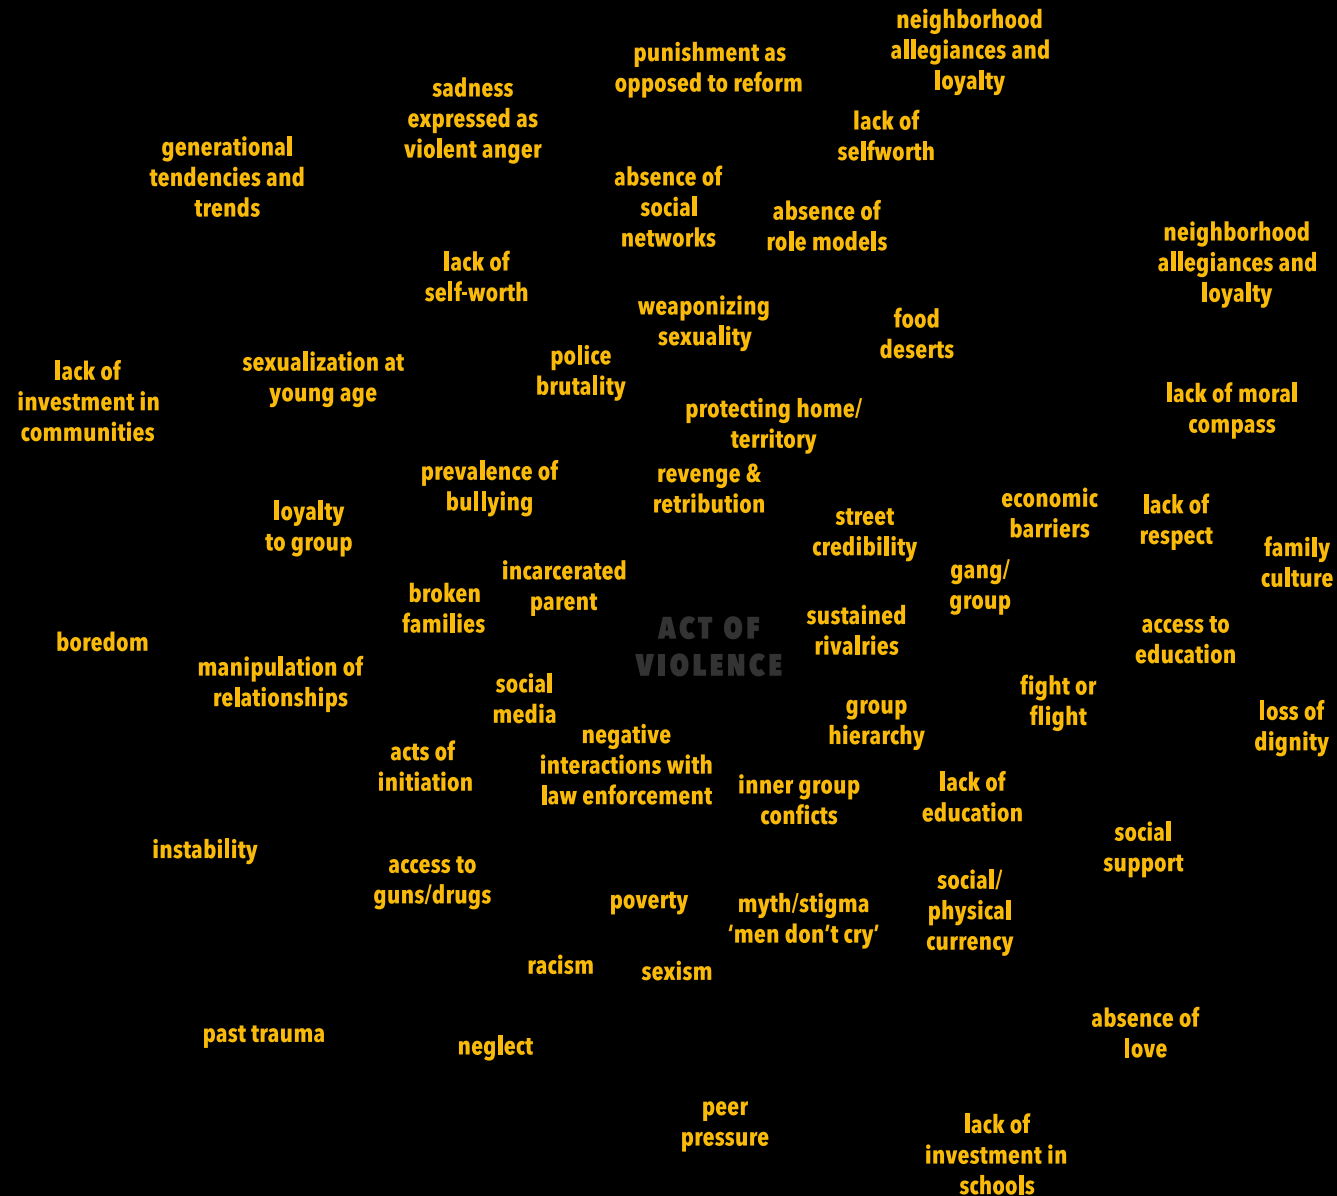 neighborhood
allegiances and
loyalty
punishment as
opposed to reform
sadness
expressed as
violent anger
lack of
selfworth
generational
tendencies and
trends
absence of
social
networks
absence of
role models
neighborhood
allegiances and
loyalty
lack of
self-worth
weaponizing
sexuality
food
deserts
sexualization at
young age
police
brutality
lack of
investment in
communities
protecting home/
territory
lack of moral
compass
prevalence of
bullying
revenge &
retribution
loyalty
to group
street
credibility
economic
barriers
lack of
respect
family
culture
incarcerated
parent
gang/
group
broken
families
ACT OF
VIOLENCE
sustained
rivalries
access to
education
boredom
manipulation of
relationships
social
media
fight or
flight
group
hierarchy
loss of
dignity
negative
interactions with
law enforcement
acts of
initiation
inner group
conficts
lack of
education
social
support
instability
access to
guns/drugs
poverty
myth/stigma
‘men don’t cry’
social/
physical
currency
racism
sexism
past trauma
neglect
absence of
love
peer
pressure
lack of
investment in
schools